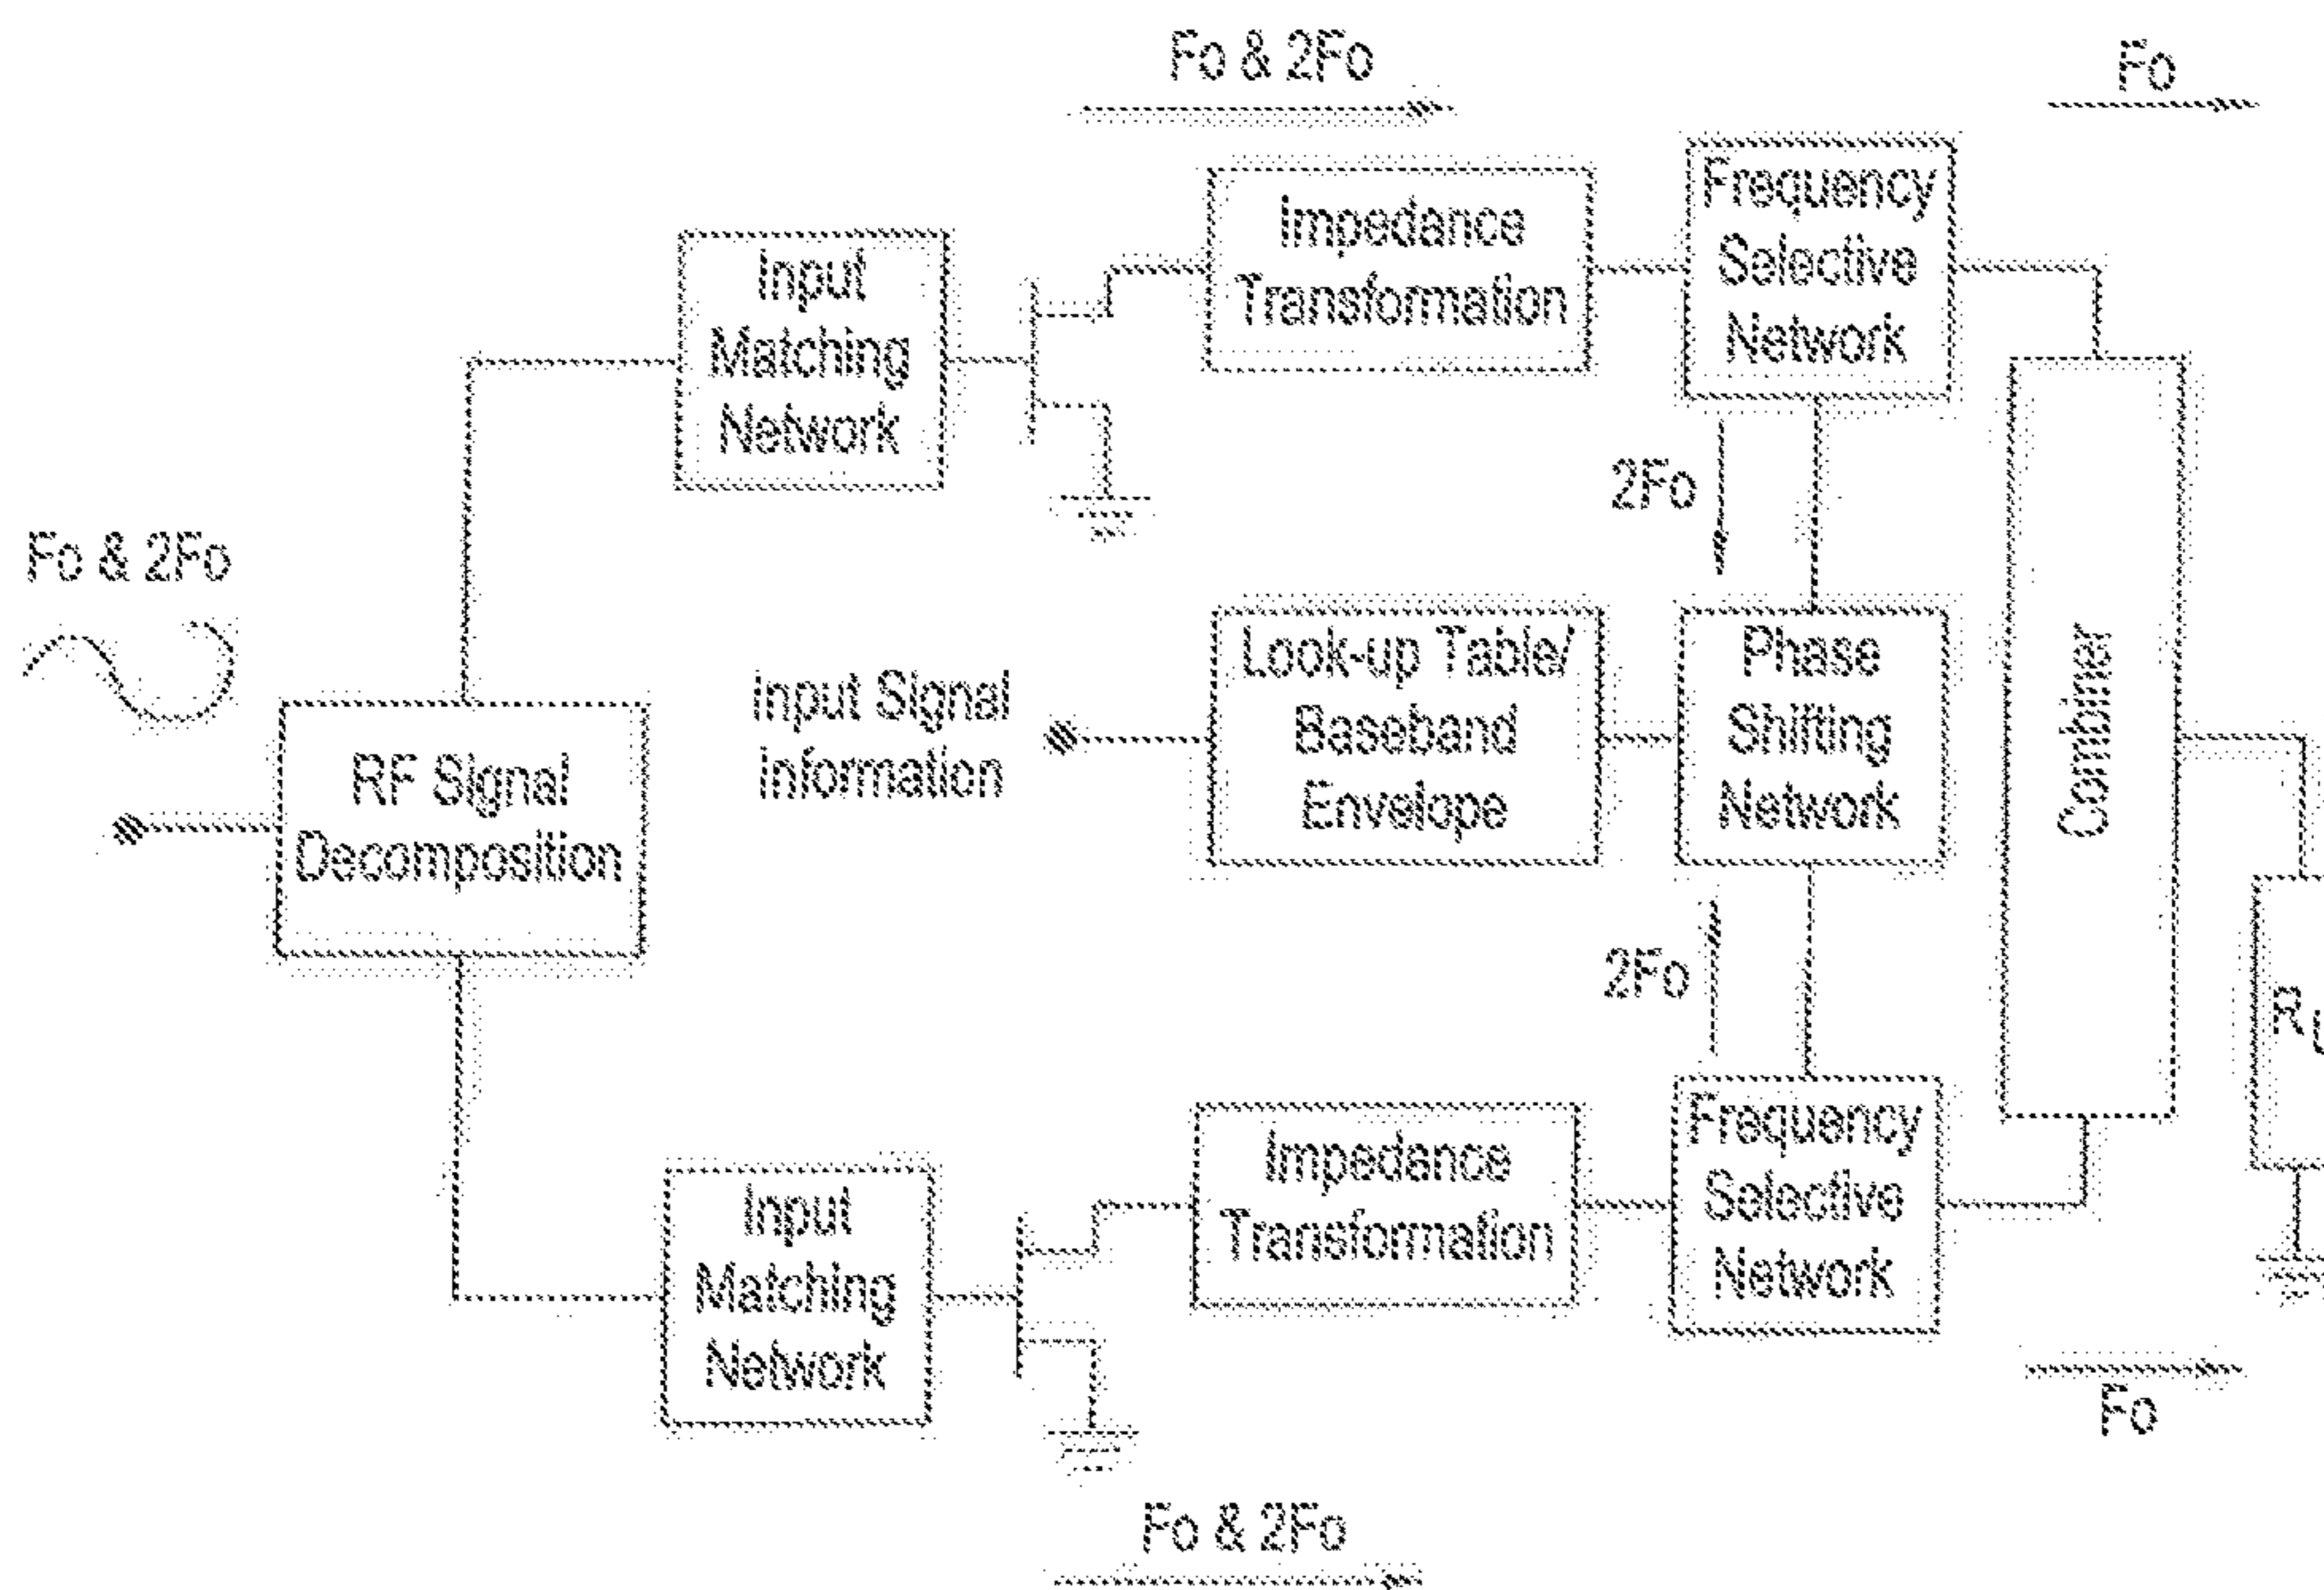 Fo & 2Fo
Fo
Frequency
Selective
Network
Impedance
Transformation
Input
Matching
Network
2Fo
Fo & 2Fo
Look-up Table/
Baseband
Envelope
Phase
Shifting
Network
Combiner
Input Signal
Information
RF Signal
Decomposition
2Fo
Frequency
Selective
Network
Impedance
Transformation
Input
Matching
Network
Fo
Fo & 2Fo